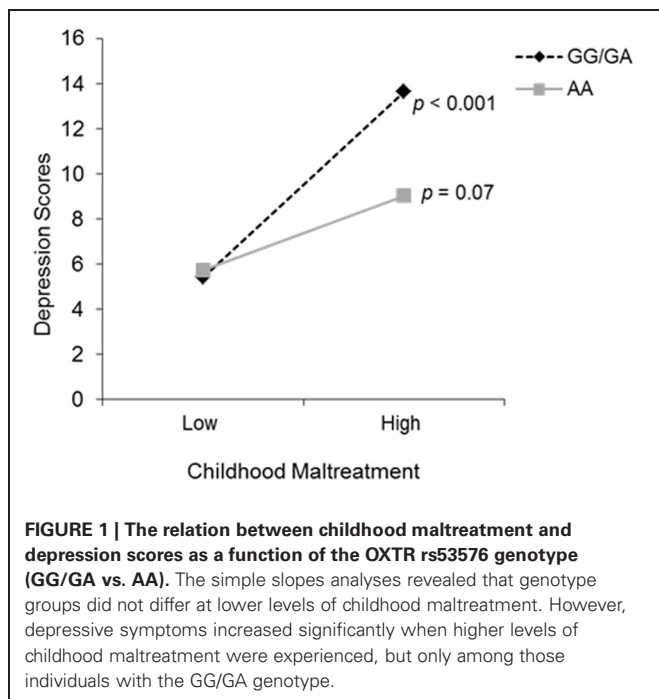 16
14
12
10
8
6
4
2
0
Depression Scores
GG/GA
AA
p < 0.001
p = 0.07
Low High
Childhood Maltreatment
FIGURE 1 | The relation between childhood maltreatment and
depression scores as a function of the OXTR rs53576 genotype
(GG/GA vs. AA). The simple slopes analyses revealed that genotype
groups did not differ at lower levels of childhood maltreatment. However,
depressive symptoms increased significantly when higher levels of
childhood maltreatment were experienced, but only among those
individuals with the GG/GA genotype.